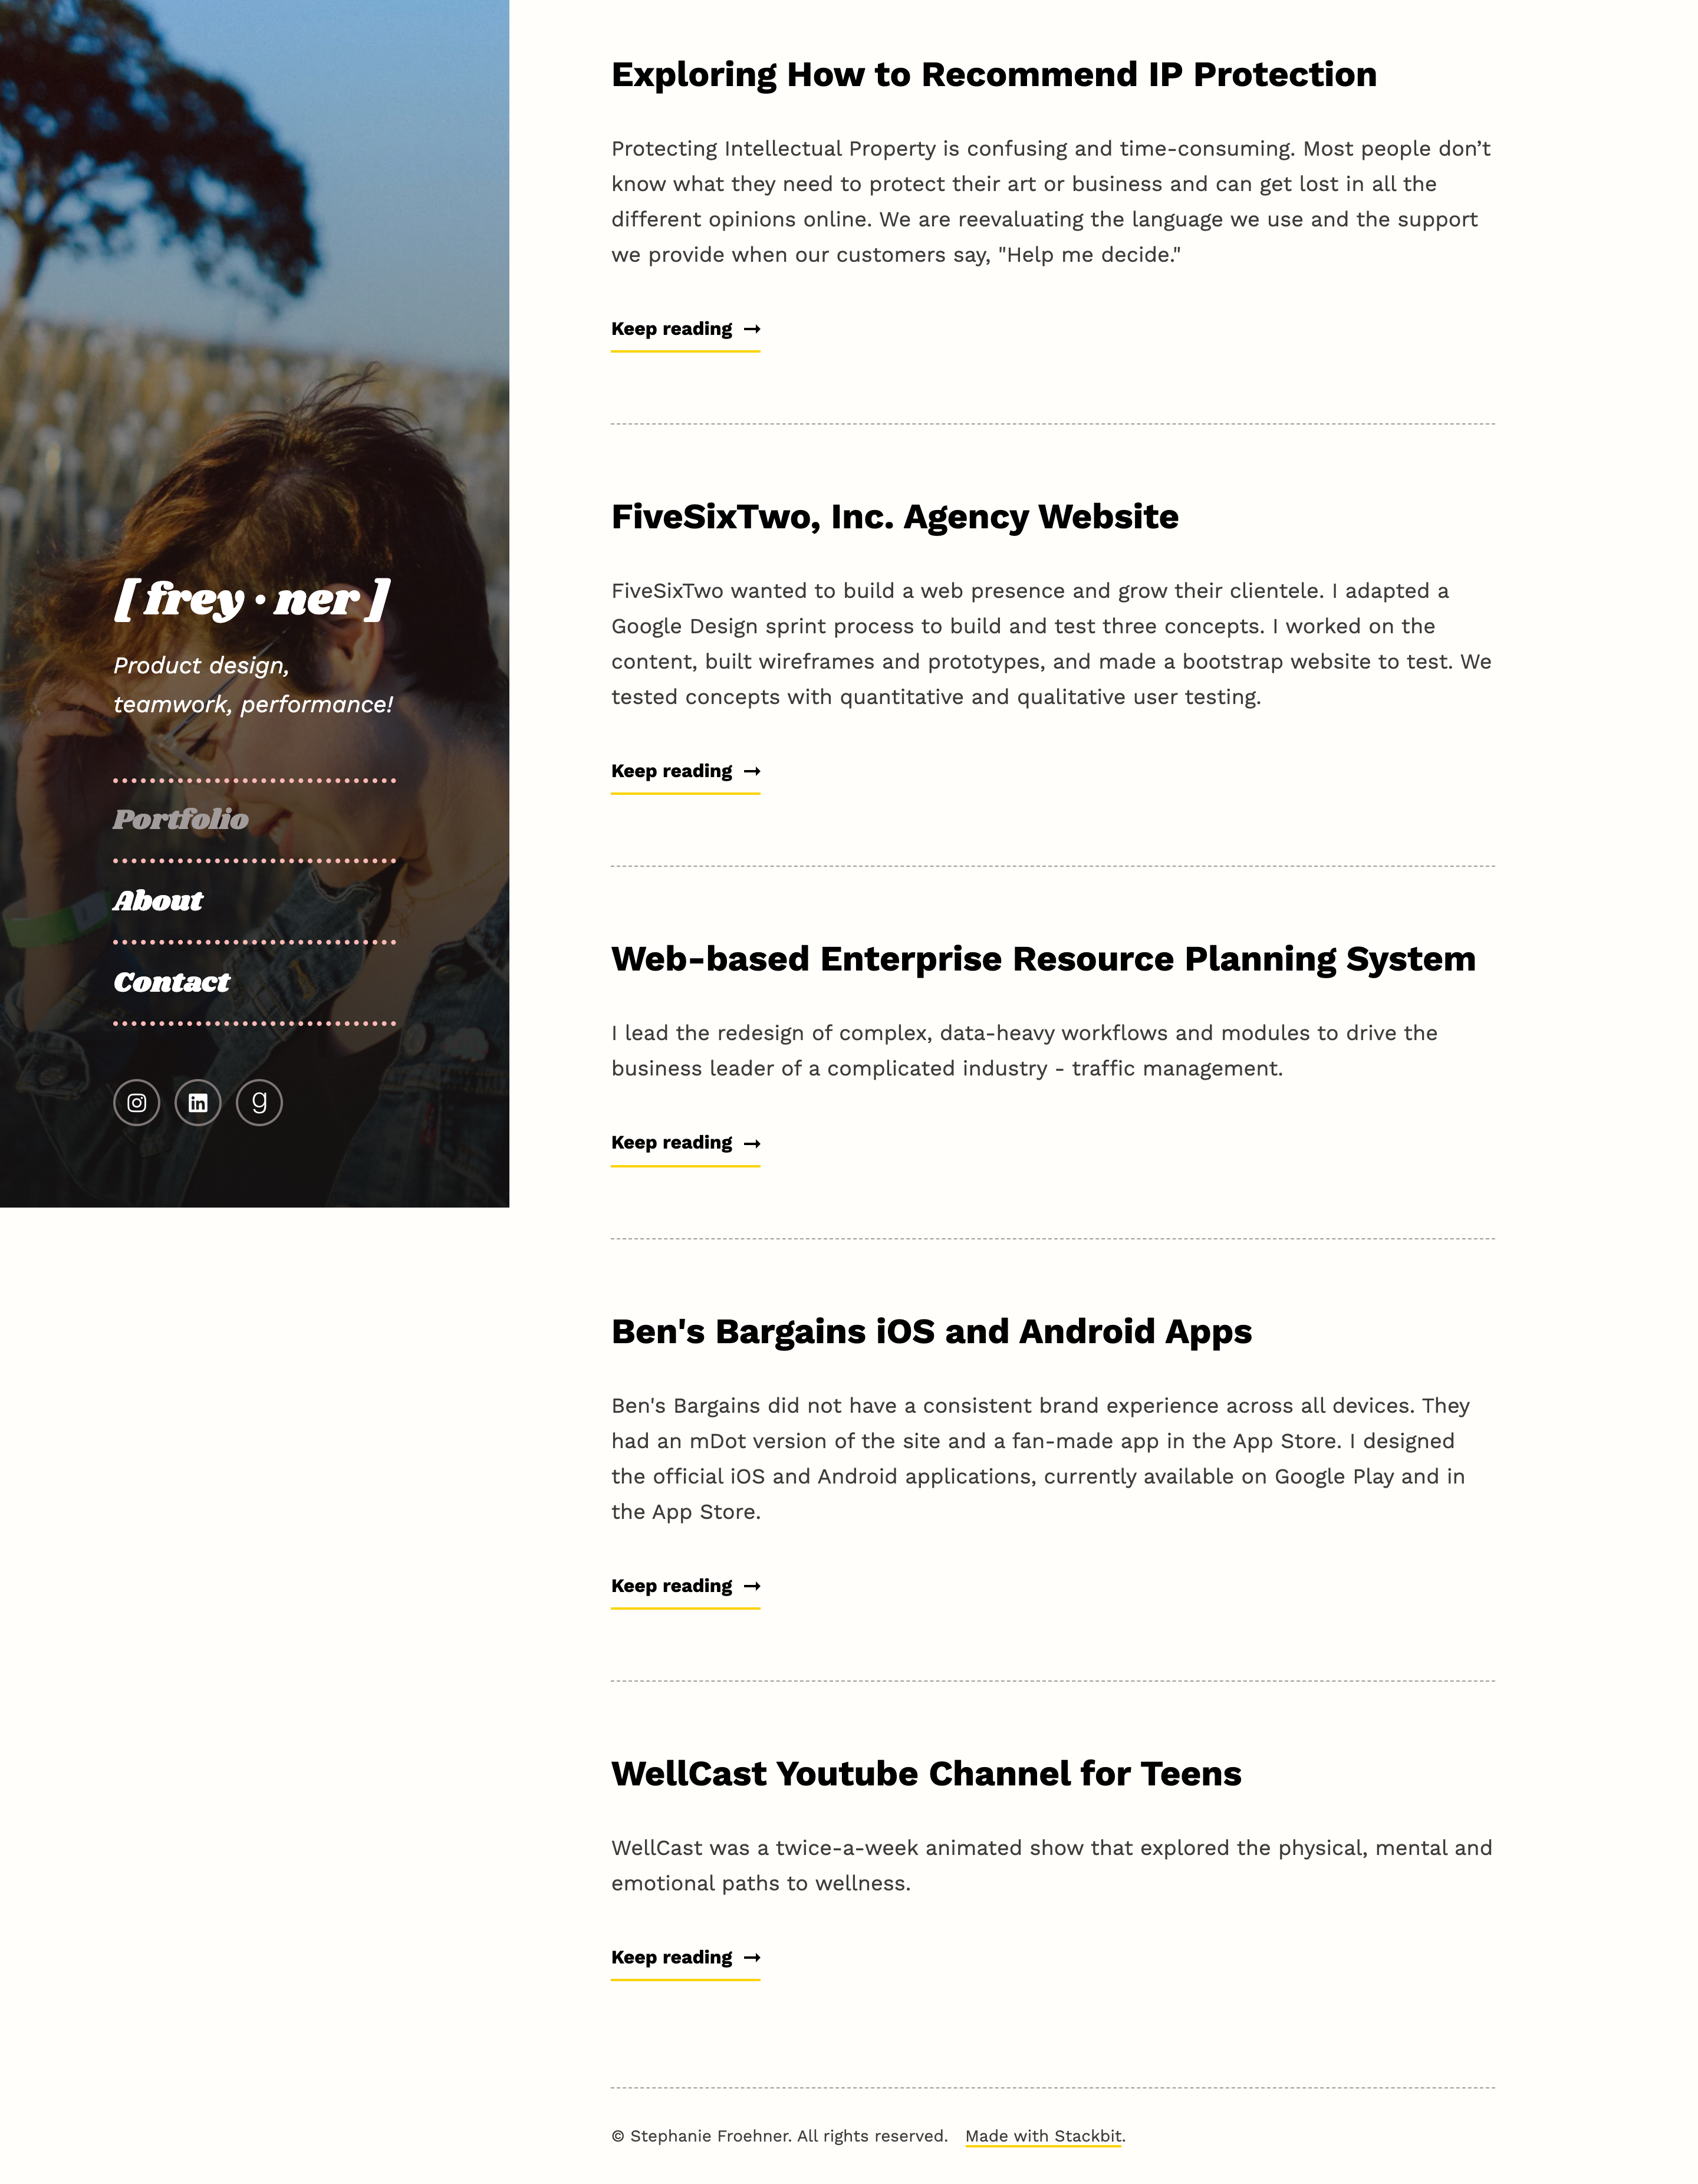 [ frey · ner ]
Product design,
teamwork, performance!
Portfolio
About
Contact
Exploring How to Recommend IP Protection
Protecting Intellectual Property is confusing and time-consuming. Most people don’t
know what they need to protect their art or business and can get lost in all the
different opinions online. We are reevaluating the language we use and the support
we provide when our customers say, "Help me decide."
Keep reading →
FiveSixTwo, Inc. Agency Website
FiveSixTwo wanted to build a web presence and grow their clientele. I adapted a
Google Design sprint process to build and test three concepts. I worked on the
content, built wireframes and prototypes, and made a bootstrap website to test. We
tested concepts with quantitative and qualitative user testing.
Keep reading →
Web-based Enterprise Resource Planning System
I lead the redesign of complex, data-heavy workflows and modules to drive the
business leader of a complicated industry - traffic management.
Keep reading →
Ben's Bargains iOS and Android Apps
Ben's Bargains did not have a consistent brand experience across all devices. They
had an mDot version of the site and a fan-made app in the App Store. I designed
the official iOS and Android applications, currently available on Google Play and in
the App Store.
Keep reading →
WellCast Youtube Channel for Teens
WellCast was a twice-a-week animated show that explored the physical, mental and
emotional paths to wellness.
Keep reading →
© Stephanie Froehner. All rights reserved. Made with Stackbit.